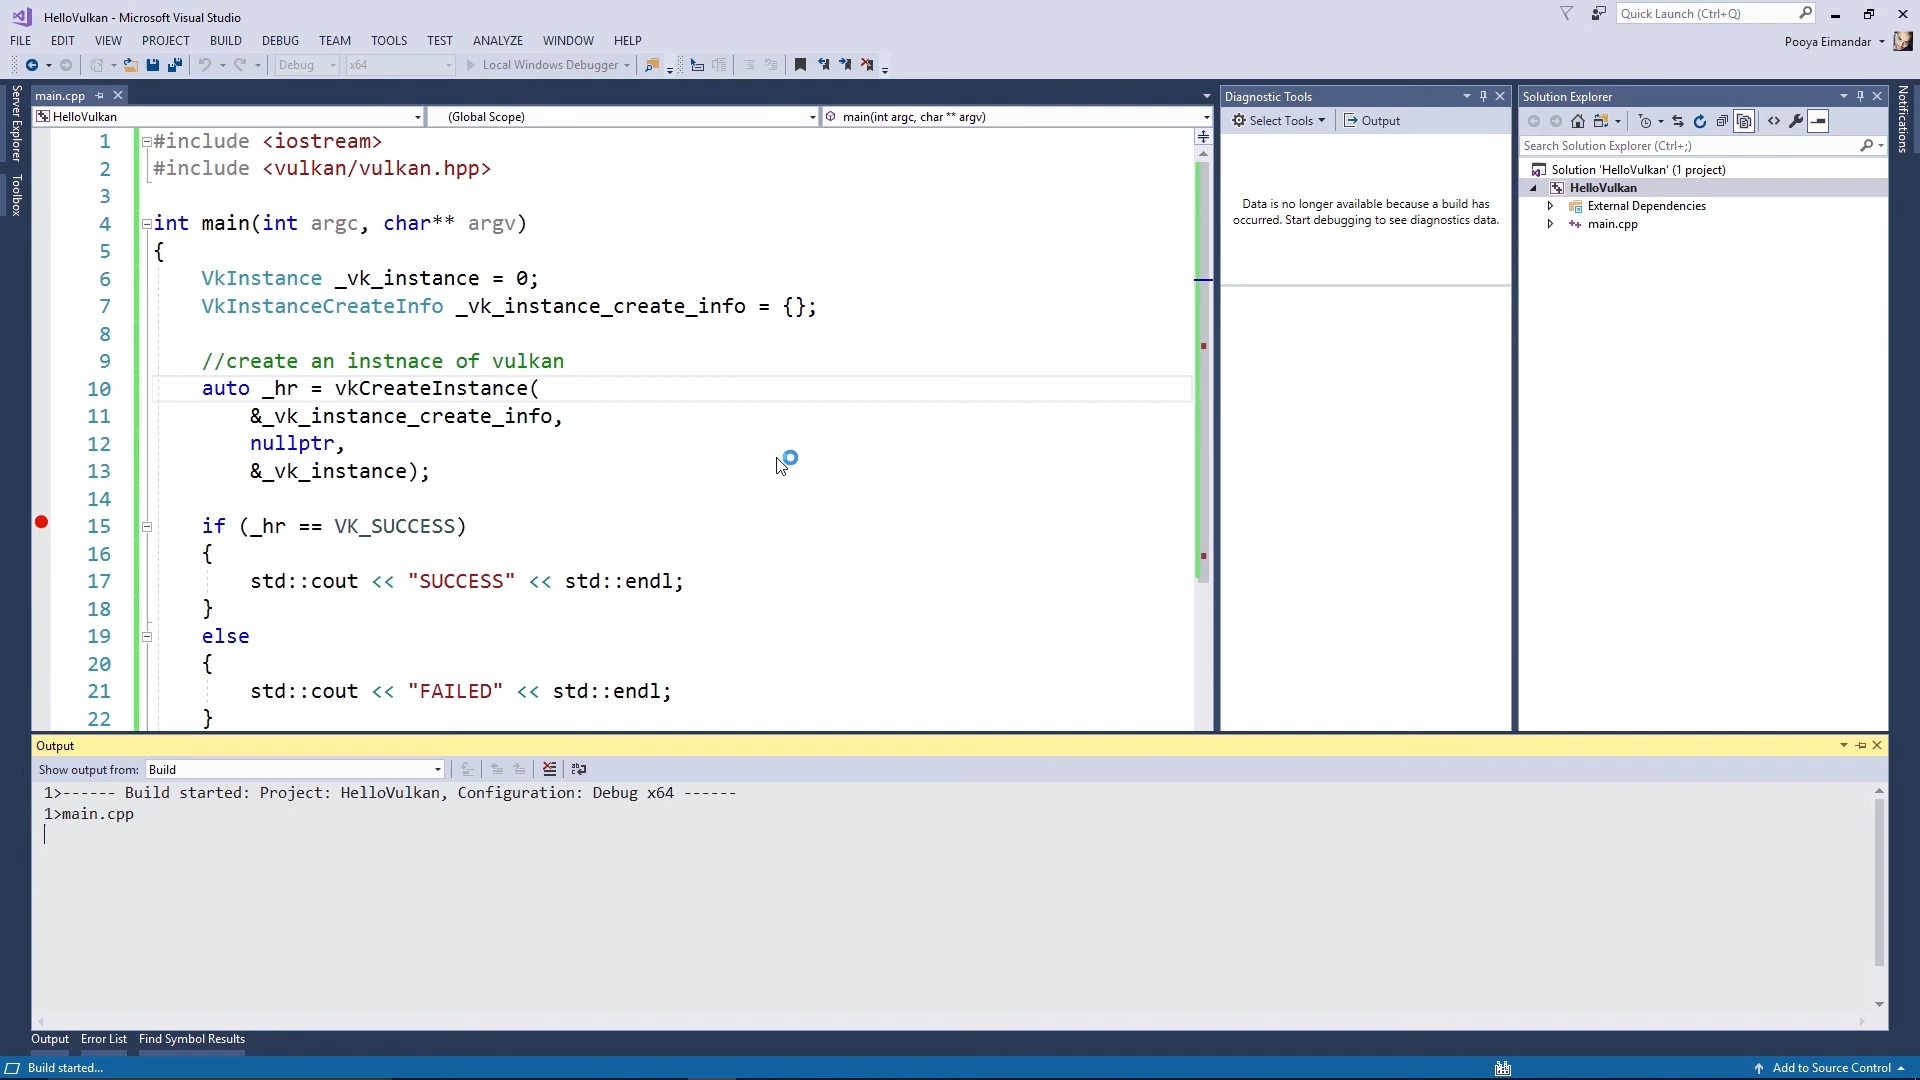 HelloVulkan - Microsoft Visual Studio
Quick Launch (Ctrl+Q)
FILE EDIT VIEW PROJECT BUILD DEBUG TEAM TOOLS TEST ANALYZE WINDOW HELP
Pooya Eimandar
Debug x64 Local Windows Debugger
Server Explorer
Toolbox
main.cpp
HelloVulkan (Global Scope) main(int argc, char ** argv)
1 #include <iostream>
2 #include <vulkan/vulkan.hpp>
3
4 int main(int argc, char** argv)
5 {
6 VkInstance _vk_instance = 0;
7 VkInstanceCreateInfo _vk_instance_create_info = {};
8
9 //create an instnace of vulkan
10 auto _hr = vkCreateInstance(
11 &_vk_instance_create_info,
12 nullptr,
13 &_vk_instance);
14
15 if (_hr == VK_SUCCESS)
16 {
17 std::cout << "SUCCESS" << std::endl;
18 }
19 else
20 {
21 std::cout << "FAILED" << std::endl;
22 }
Diagnostic Tools
Select Tools Output
Data is no longer available because a build has
occurred. Start debugging to see diagnostics data.
Solution Explorer
Search Solution Explorer (Ctrl+;)
Solution 'HelloVulkan' (1 project)
HelloVulkan
External Dependencies
main.cpp
Notifications
Output
Show output from: Build
1>------ Build started: Project: HelloVulkan, Configuration: Debug x64 ------
1>main.cpp
Output Error List Find Symbol Results
Build started...
Add to Source Control